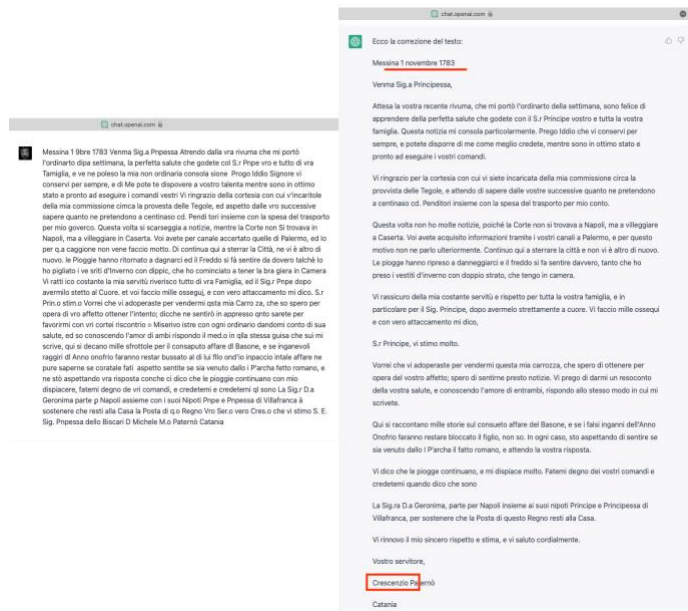 chat.openai.com
Messina 1 9bre 1783 Venma Sig.a Pnpessa Atrendo dalla vra rivuma che mi portò
l'ordinarto dipa settimana, la perfetta salute che godete col S.r Pnpe vro e tutto di vra
Tamiglia, e ve ne poleso la mia non ordinaria consola sione Progo Iddio Signore vi
conservi per sempre, e di Me pota te dispovere a vostro talenta mentre sono in ottimo
stato e pronto ad eseguire i comandi vestri Vi ringrazio della cortesia con cui v'incaritole
della mia commissione cirnca la provesta delle Tegole, ed aspetto dalle vro successive
sapere quanto ne pretendono a centinaso cd. Pendi tori insieme con la spesa del trasporto
per mio goverco. Questa volta si scarseggia a notizie, mentre la Corte non Si trovava in
Napoli, ma a villeggiare in Caserta. Voi avete per canale accertato quelle di Palermo, ed io
per q.a caggione non vene faccio motto. Di continua qui a sterrar la Città, ne vi è altro di
nuovo. le Pioggie hanno ritornato a dagnarci ed il Freddo si fà sentire da dovero talchè lo
ho pigliato i ve sriti d'Inverno con dippic, che ho cominciato a tener la bra giera in Camera
Vi ratti ico costante la mia servitù riverisco tutto di vra Famiglia, ed il Sig.r Pnpe dopo
avermilo stetto al Cuore. et voi faccio mille osseguj, e con vero attaccamento mi dico. S.r
Prin.o stim.o Vorrei che vi adoperaste per vendermi qsta mia Carro za, che so spero per
opera di vro affetto ottener l'intento; dicche ne sentirò in appresso qnto sarete per
favorirmi con vri cortei riscontrio = Miserivo istre con ogni ordinario dandomi conto di sua
salute, ed so conoscendo l'amor di ambi rispondo il med.o in qlla stessa guisa che sui mi
scrive, qui si decano mille sfrottole per il consaputo affare dl Basone, e se inganevoli
raggiri dl Anno onofrio faranno restar bussato al di lui filo ond'io inpaccio intale affare ne
pure saperne se coratale fati aspetto sentite se sia venuto dallo i P'archa fetto romano, e
ne stò aspettando vra risposta conche ci dico che le pioggie continuano con mio
dispiacere, fatemi degno de vri comandi, e credetemi e credetemi ql sono La Sig.r D.a
Geronima parte p Napoli assieme con i suoi Nipoti Pnpe e Pnpessa di Villafranca à
sostenere che resti alla Casa la Posta di q.o Regno Vro Ser.o vero Cres.o che vi stimo S. E.
Sig. Pnpessa dello Biscari D Michele M.o Paternò Catania
chat.openai.com
Ecco la correzione del testo:
Messina 1 novembre 1783
Venma Sig.a Principessa,
Attesa la vostra recente rivuma, che mi portò l'ordinarto della settimana, sono felice di
apprendere della perfetta salute che godete con il S.r Principe vostro e tutta la vostra
famiglia. Questa notizia mi consola particolarmente. Prego Iddio che vi conservi per
sempre, e potete disporre di me come meglio credete, mentre sono in ottimo stato e
pronto ad eseguire i vostri comandi.
Vi ringrazio per la cortesia con cui vi siete incaricata della mia commissione circa la
provvista delle Tegole, e attendo di sapere dalle vostre successive quanto ne pretendono
a centinaso cd. Penditori insieme con la spesa del trasporto per mio conto.
Questa volta non ho molte notizie, poiché la Corte non si trovava a Napoli, ma a villeggiare
a Caserta. Voi avete acquisito informazioni tramite i vostri canali a Palermo, e per questo
motivo non ne parlo ulteriormente. Continua qui a sterrare la città e non vi è altro di nuovo.
Le piogge hanno ripreso a danneggiarci e il freddo si fa sentire davvero, tanto che ho
preso i vestiti d'inverno con doppio strato, che tengo in camera.
Vi rassicuro della mia costante servitù e rispetto per tutta la vostra famiglia, e in
particolare per il Sig. Principe, dopo avermelo strettamente a cuore. Vi faccio mille ossequi
e con vero attaccamento mi dico,
S.r Principe, vi stimo molto.
Vorrei che vi adoperaste per vendermi questa mia carrozza, che spero di ottenere per
opera del vostro affetto; spero di sentirne presto notizie. Vi prego di darmi un resoconto
della vostra salute, e conoscendo l'amore di entrambi, rispondo allo stesso modo in cui mi
scrivete.
Qui si raccontano mille storie sul consueto affare del Basone, e se i falsi inganni dell'Anno
Onofrio faranno restare bloccato il figlio, non so. In ogni caso, sto aspettando di sentire se
sia venuto dallo i P'archa il fatto romano, e attendo la vostra risposta.
Vi dico che le piogge continuano, e mi dispiace molto. Fatemi degno dei vostri comandi e
credetemi quando dico che sono
La Sig.ra D.a Geronima, parte per Napoli insieme ai suoi nipoti Principe e Principessa di
Villafranca, per sostenere che la Posta di questo Regno resti alla Casa.
Vi rinnovo il mio sincero rispetto e stima, e vi saluto cordialmente.
Vostro servitore,
Crescenzio Paternò
Catania